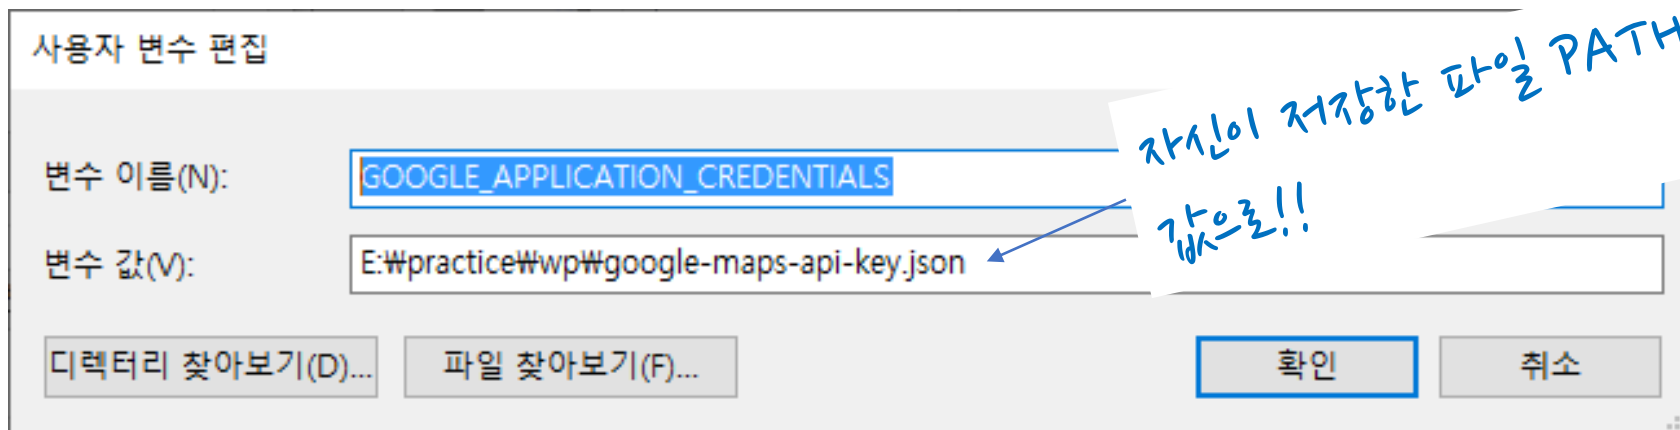 사용자 변수 편집
자신이 저장한 파일 PATH
값으로!!
변수 이름(N):
GOOGLE_APPLICATION_CREDENTIALS
변수 값(V):
E:₩practice₩wp₩google-maps-api-key.json
디렉터리 찾아보기(D)...
파일 찾아보기(F)...
확인
취소